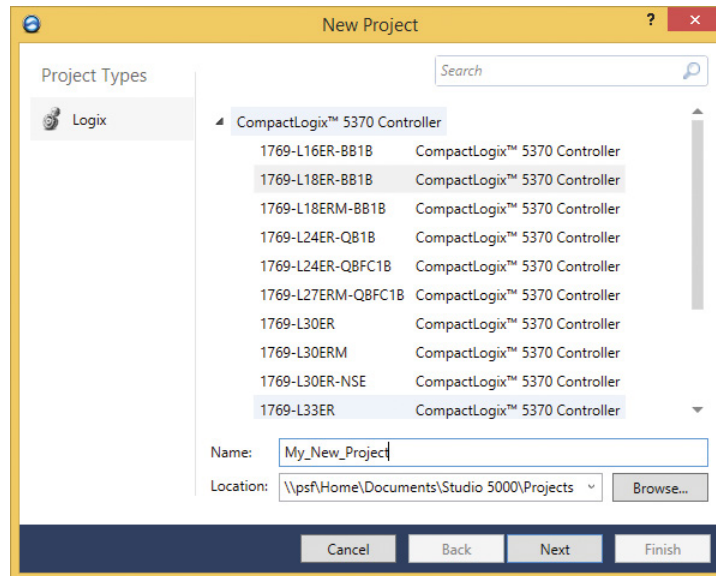 New Project
?
Project Types
Search
Logix
CompactLogix™ 5370 Controller
1769-L16ER-BB1B CompactLogix™ 5370 Controller
1769-L18ER-BB1B CompactLogix™ 5370 Controller
1769-L18ERM-BB1B CompactLogix™ 5370 Controller
1769-L24ER-QB1B CompactLogix™ 5370 Controller
1769-L24ER-QBFC1B CompactLogix™ 5370 Controller
1769-L27ERM-QBFC1B CompactLogix™ 5370 Controller
1769-L30ER CompactLogix™ 5370 Controller
1769-L30ERM CompactLogix™ 5370 Controller
1769-L30ER-NSE CompactLogix™ 5370 Controller
1769-L33ER CompactLogix™ 5370 Controller
Name: My_New_Project
Location: \\psf\Home\Documents\Studio 5000\Projects Browse...
Cancel Back Next Finish